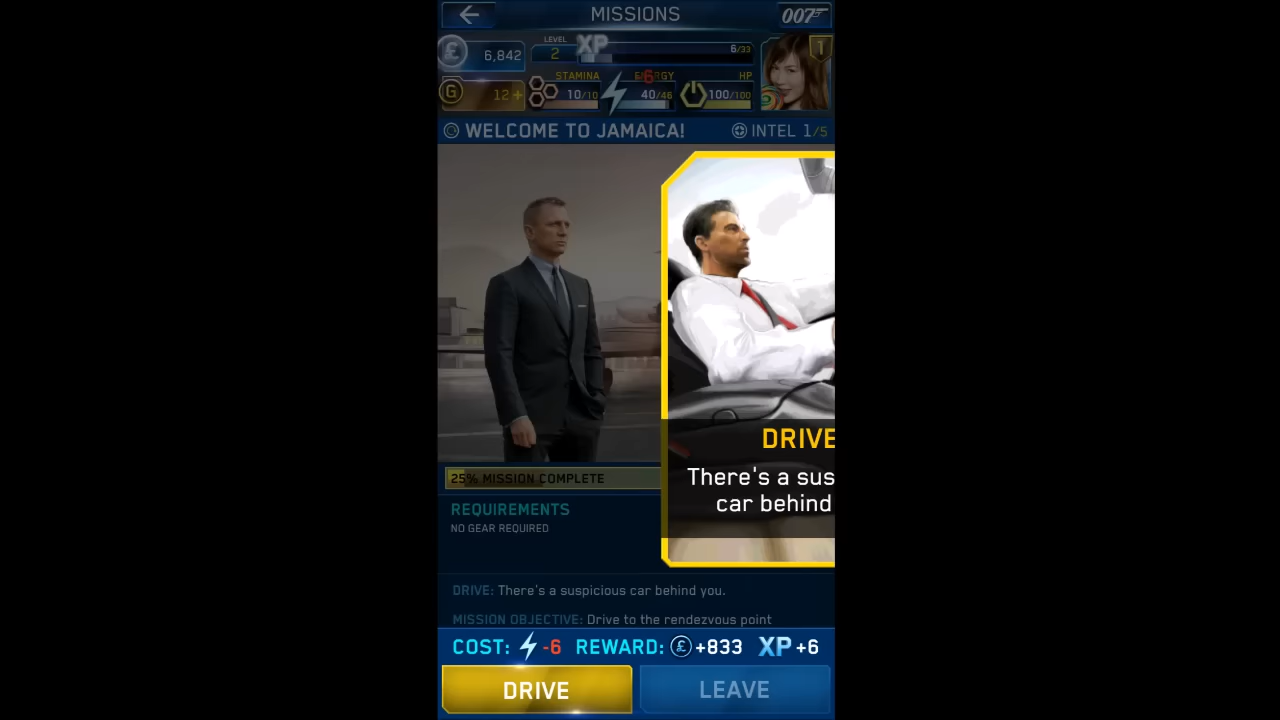 MISSIONS
007
£ 6,842
LEVEL
2
XP
6/33
1
G 12+
STAMINA
10/10
ENERGY
-6
40/46
HP
100/100
WELCOME TO JAMAICA!
INTEL 1/5
DRIVE
There's a sus
car behind
25% MISSION COMPLETE
REQUIREMENTS
NO GEAR REQUIRED
DRIVE: There's a suspicious car behind you.
MISSION OBJECTIVE: Drive to the rendezvous point
COST: -6 REWARD: £ +833 XP +6
DRIVE
LEAVE